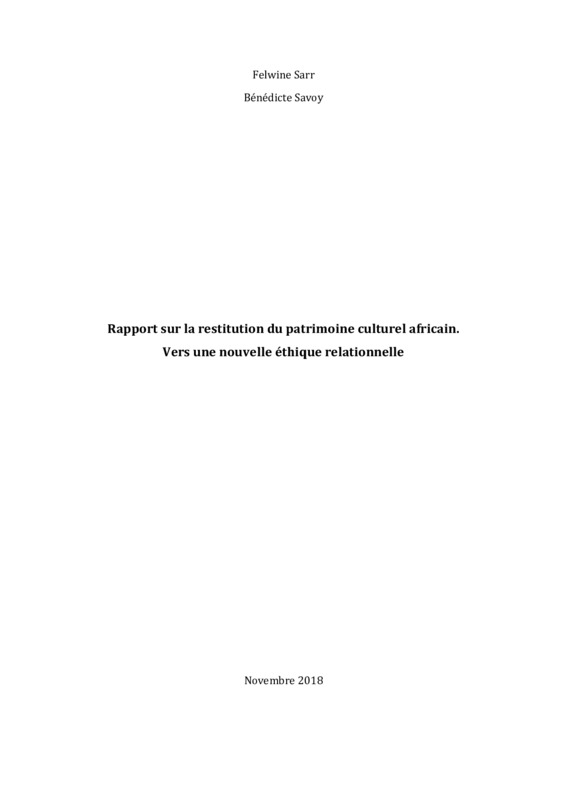 Felwine Sarr
Bénédicte Savoy
Rapport sur la restitution du patrimoine culturel africain.
Vers une nouvelle éthique relationnelle
Novembre 2018